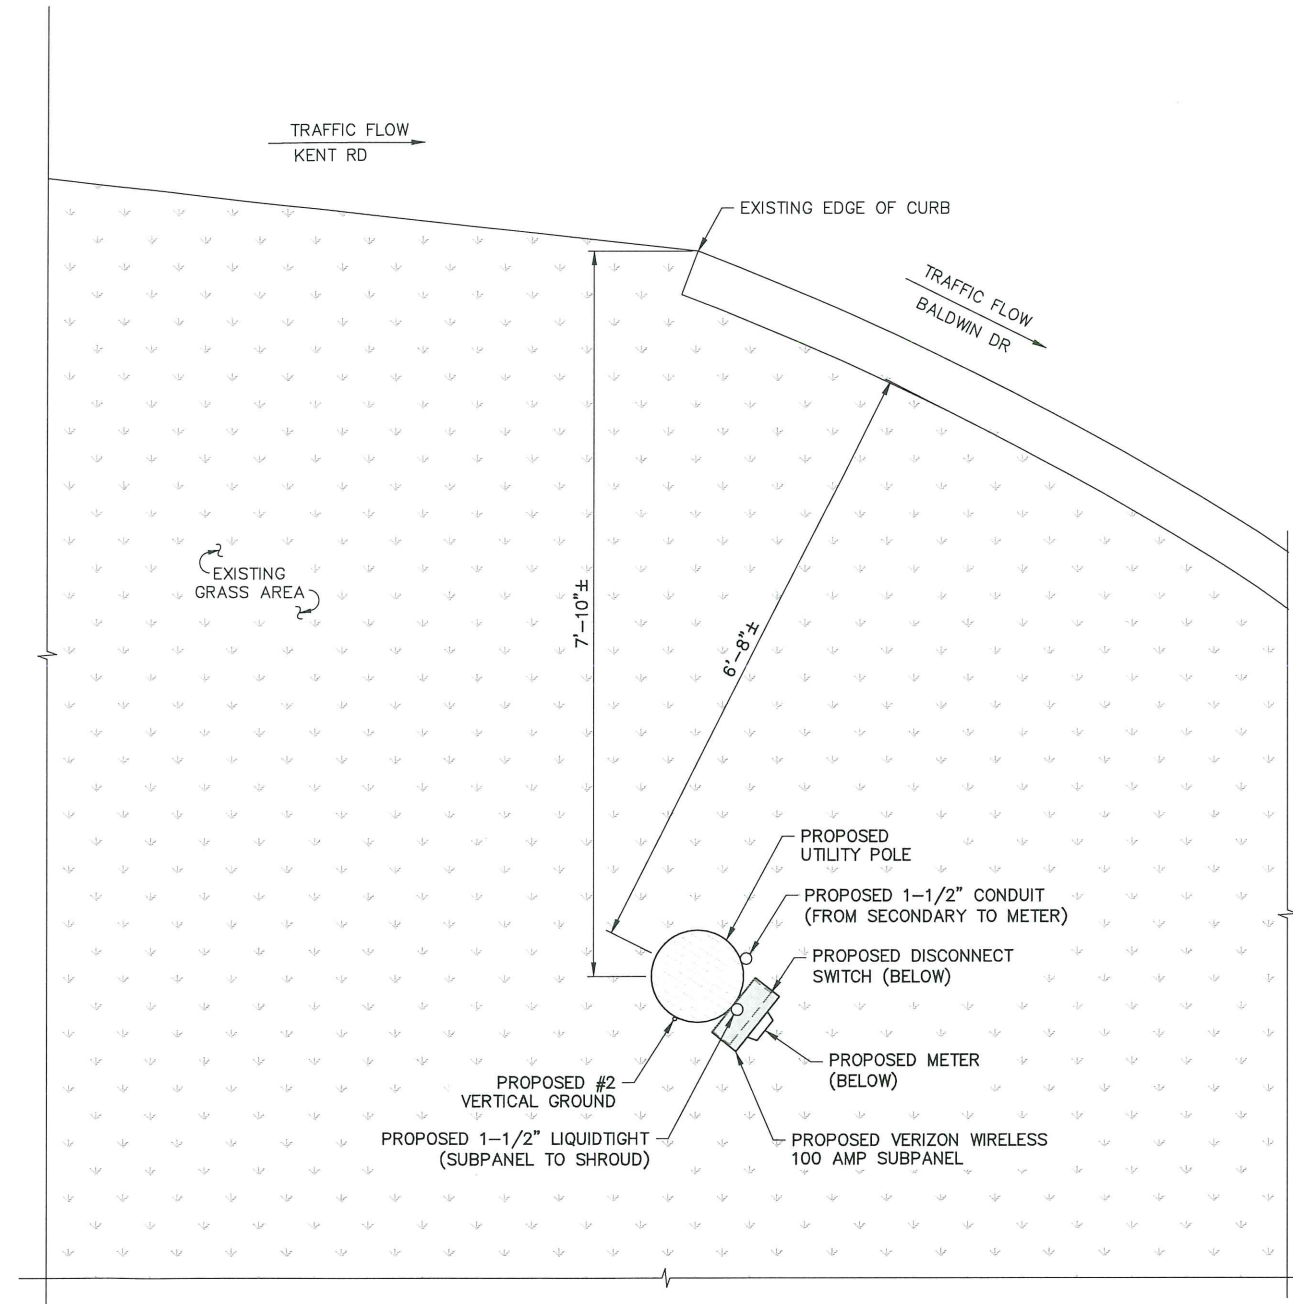 TRAFFIC FLOW
KENT RD
EXISTING EDGE OF CURB
TRAFFIC FLOW
BALDWIN DR
EXISTING
GRASS AREA
7'-10"±
6'-8"±
PROPOSED
UTILITY POLE
PROPOSED 1-1/2" CONDUIT
(FROM SECONDARY TO METER)
PROPOSED DISCONNECT
SWITCH (BELOW)
PROPOSED METER
(BELOW)
PROPOSED #2
VERTICAL GROUND
PROPOSED 1-1/2" LIQUIDTIGHT
(SUBPANEL TO SHROUD)
PROPOSED VERIZON WIRELESS
100 AMP SUBPANEL